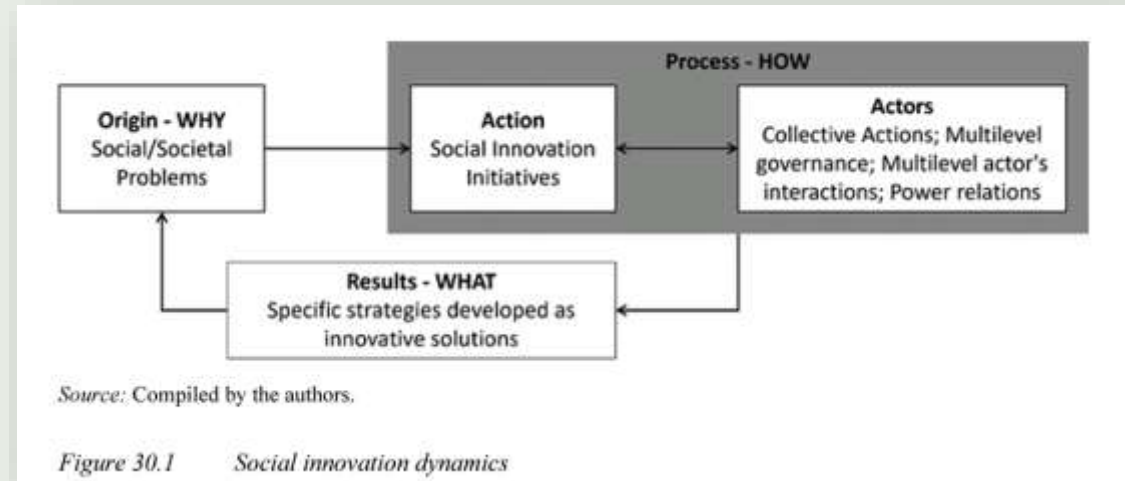 Process - HOW
Origin - WHY
Social/Societal
Problems
Action
Social Innovation
Initiatives
Actors
Collective Actions; Multilevel
governance; Multilevel actor's
interactions; Power relations
Results - WHAT
Specific strategies developed as
innovative solutions
Source: Compiled by the authors.
Figure 30.1 Social innovation dynamics